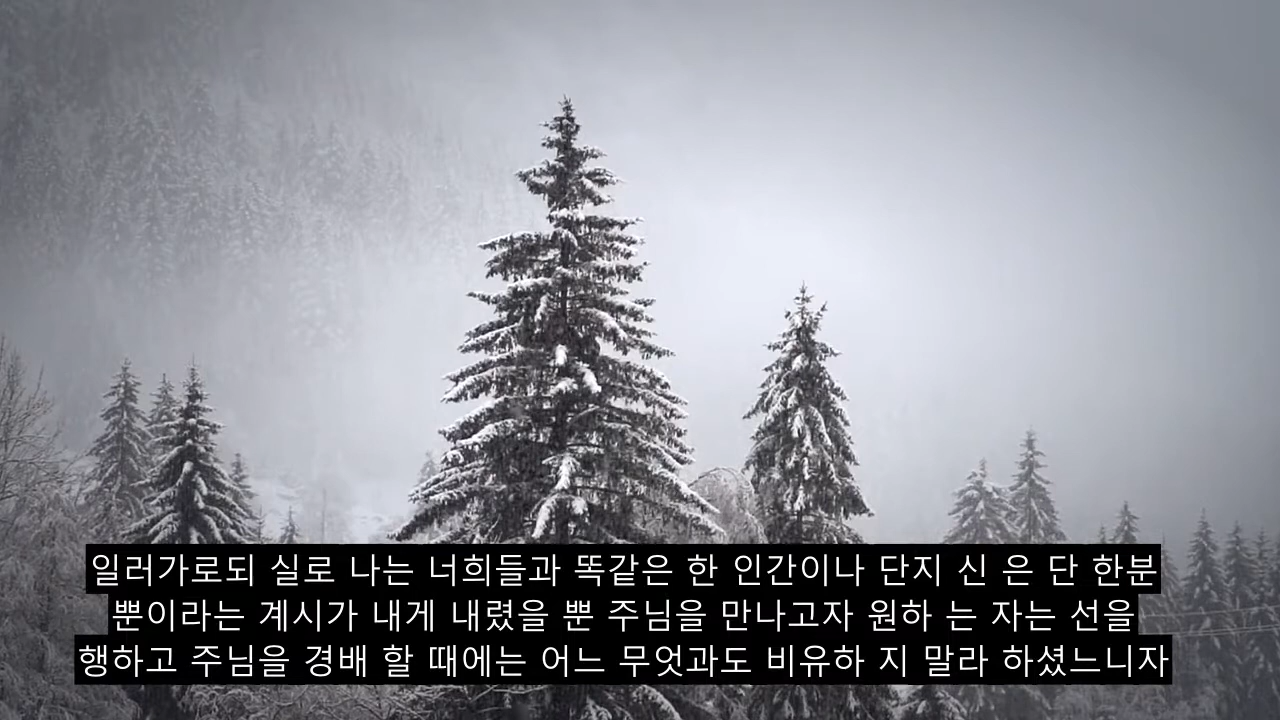 일러가로되 실로 나는 너희들과 똑같은 한 인간이나 단지 신 은 단 한분
뿐이라는 계시가 내게 내렸을 뿐 주님을 만나고자 원하 는 자는 선을
행하고 주님을 경배 할 때에는 어느 무엇과도 비유하 지 말라 하셨느니자